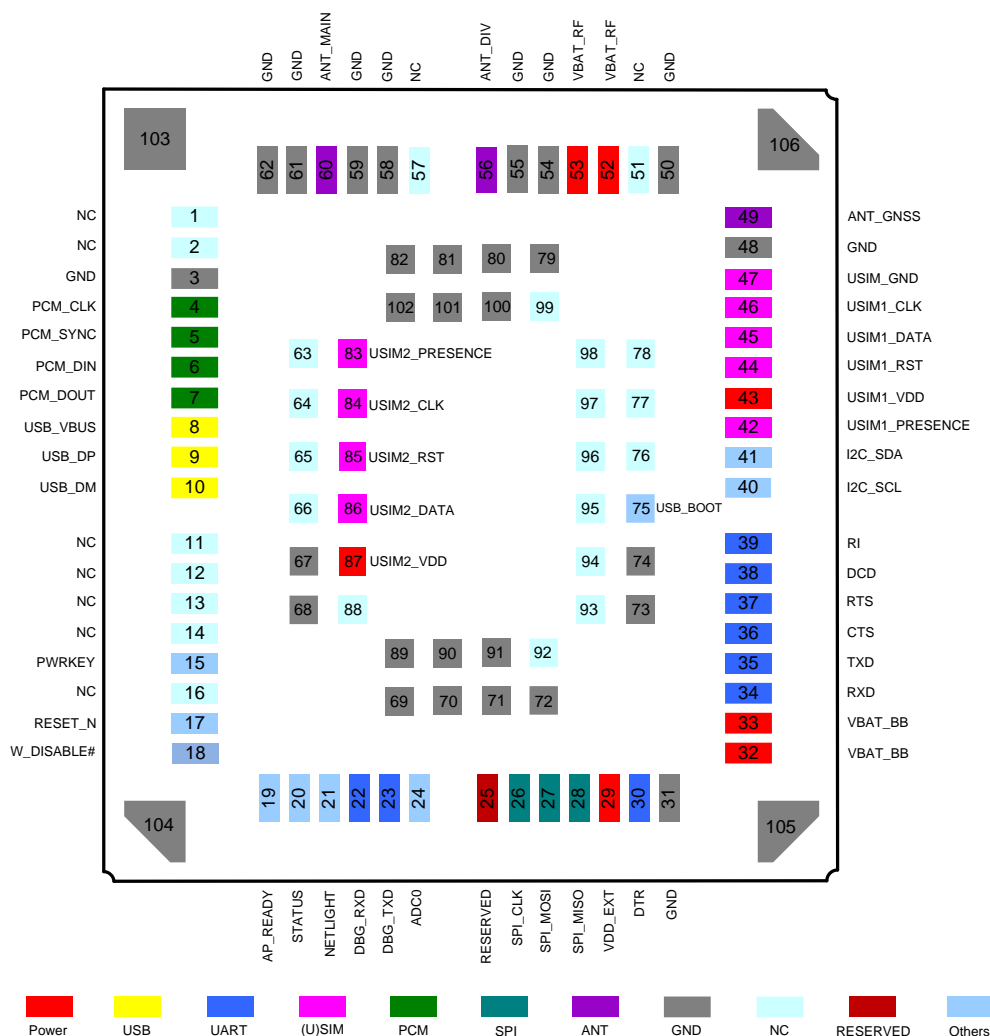 GND
GND
ANT_MAIN
GND
GND
NC
ANT_DIV
GND
GND
VBAT_RF
VBAT_RF
NC
GND
103
62
61
60
59
58
57
56
55
54
53
52
51
50
106
NC 1
NC 2
GND 3
PCM_CLK 4
PCM_SYNC 5
PCM_DIN 6
PCM_DOUT 7
USB_VBUS 8
USB_DP 9
USB_DM 10
NC 11
NC 12
NC 13
NC 14
PWRKEY 15
NC 16
RESET_N 17
W_DISABLE# 18
82 81 80 79
102 101 100 99
63 83 USIM2_PRESENCE 98 78
64 84 USIM2_CLK 97 77
65 85 USIM2_RST 96 76
66 86 USIM2_DATA 95 75 USB_BOOT
67 87 USIM2_VDD 94 74
68 88 93 73
89 90 91 92
69 70 71 72
49 ANT_GNSS
48 GND
47 USIM_GND
46 USIM1_CLK
45 USIM1_DATA
44 USIM1_RST
43 USIM1_VDD
42 USIM1_PRESENCE
41 I2C_SDA
40 I2C_SCL
39 RI
38 DCD
37 RTS
36 CTS
35 TXD
34 RXD
33 VBAT_BB
32 VBAT_BB
104
19
20
21
22
23
24
25
26
27
28
29
30
31
105
AP_READY
STATUS
NETLIGHT
DBG_RXD
DBG_TXD
ADC0
RESERVED
SPI_CLK
SPI_MOSI
SPI_MISO
VDD_EXT
DTR
GND
Power USB UART (U)SIM PCM SPI ANT GND NC RESERVED Others